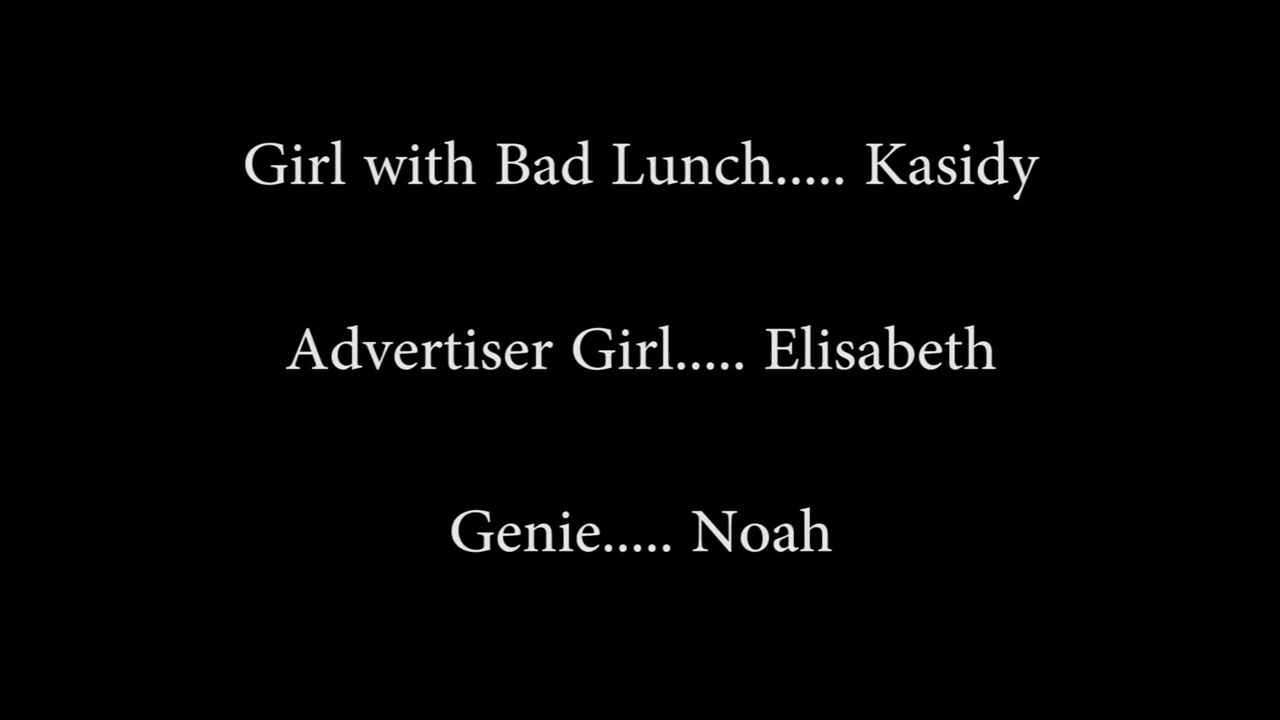 Girl with Bad Lunch..... Kasidy
Advertiser Girl..... Elisabeth
Genie..... Noah